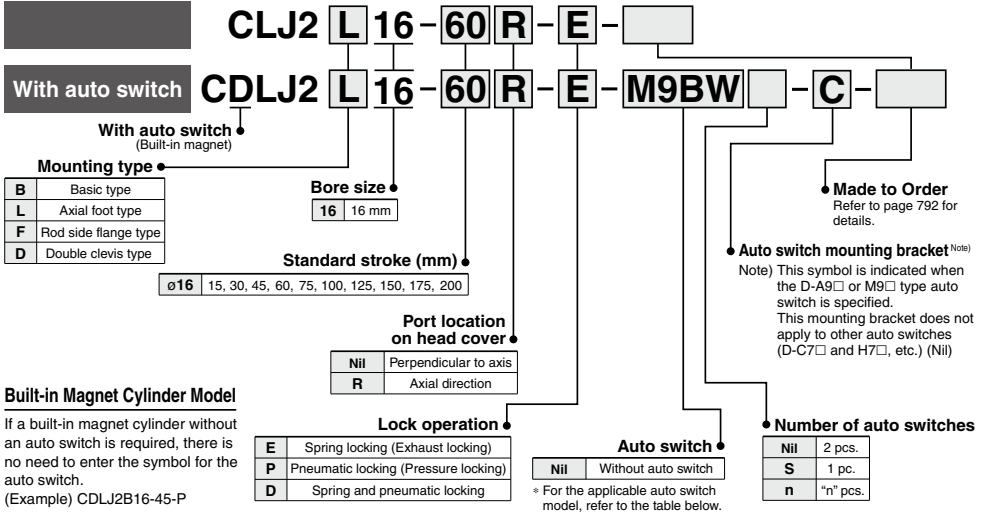 CLJ2 L 16 - 60 R - E -
With auto switch CDLJ2 L 16 - 60 R - E - M9BW - C -
With auto switch
(Built-in magnet)
Mounting type
B Basic type
L Axial foot type
F Rod side flange type
D Double clevis type
Bore size
16 16 mm
Standard stroke (mm)
ø16 15, 30, 45, 60, 75, 100, 125, 150, 175, 200
Port location
on head cover
Nil Perpendicular to axis
R Axial direction
Lock operation
E Spring locking (Exhaust locking)
P Pneumatic locking (Pressure locking)
D Spring and pneumatic locking
Auto switch
Nil Without auto switch
* For the applicable auto switch
model, refer to the table below.
Made to Order
Refer to page 792 for
details.
Auto switch mounting bracket Note)
Note) This symbol is indicated when
the D-A9□ or M9□ type auto
switch is specified.
This mounting bracket does not
apply to other auto switches
(D-C7□ and H7□, etc.) (Nil)
Number of auto switches
Nil 2 pcs.
S 1 pc.
n "n" pcs.
Built-in Magnet Cylinder Model
If a built-in magnet cylinder without
an auto switch is required, there is
no need to enter the symbol for the
auto switch.
(Example) CDLJ2B16-45-P